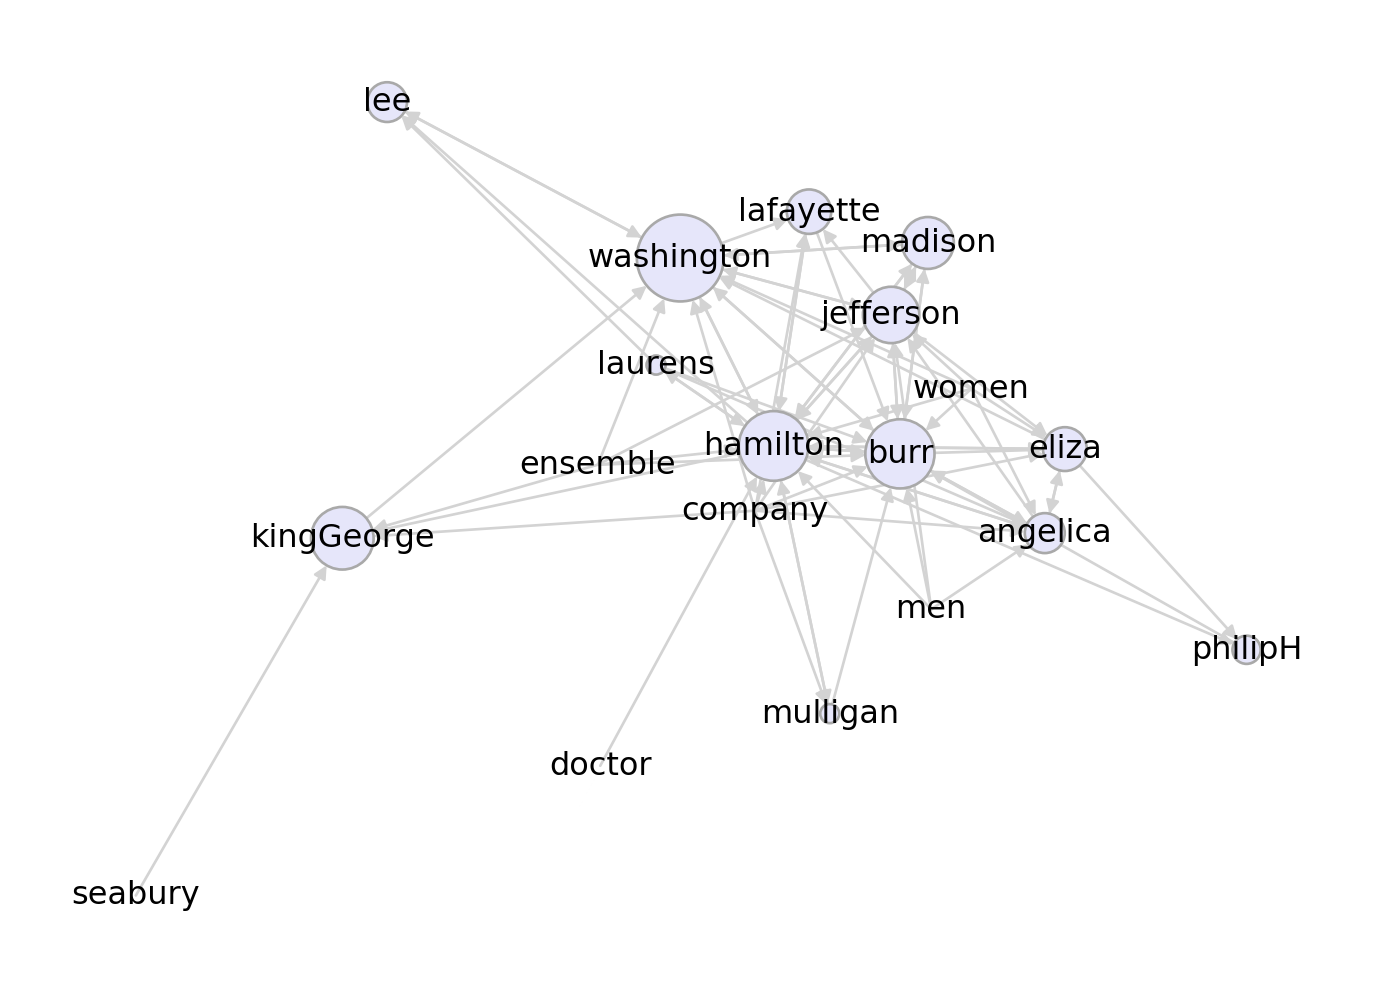 lee
lafayette
madison
washington
jefferson
laurens
women
hamilton
burr
eliza
ensemble
company
kingGeorge
angelica
men
philipH
mulligan
doctor
seabury